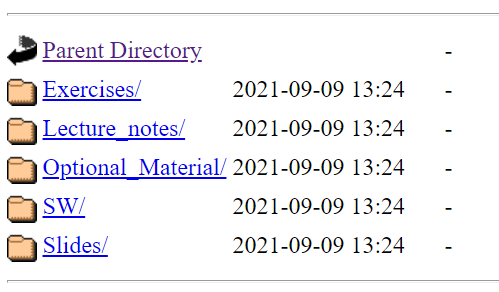 Parent Directory -
Exercises/ 2021-09-09 13:24 -
Lecture_notes/ 2021-09-09 13:24 -
Optional_Material/ 2021-09-09 13:24 -
SW/ 2021-09-09 13:24 -
Slides/ 2021-09-09 13:24 -